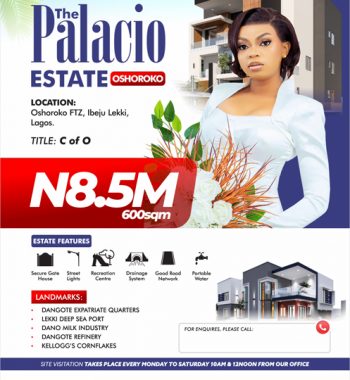 The
Palacio
ESTATE OSHOROKO
LOCATION:
Oshoroko FTZ, Ibeju Lekki,
Lagos.
TITLE: C of O
N8.5M
600sqm
ESTATE FEATURES
Secure Gate House
Street Lights
Recreation Centre
Drainage System
Good Road Network
Portable Water
LANDMARKS:
• DANGOTE EXPATRIATE QUARTERS
• LEKKI DEEP SEA PORT
• DANO MILK INDUSTRY
• DANGOTE REFINERY
• KELLOGG'S CORNFLAKES
FOR ENQUIRES, PLEASE CALL:
SITE VISITATION TAKES PLACE EVERY MONDAY TO SATURDAY 10AM & 12NOON FROM OUR OFFICE